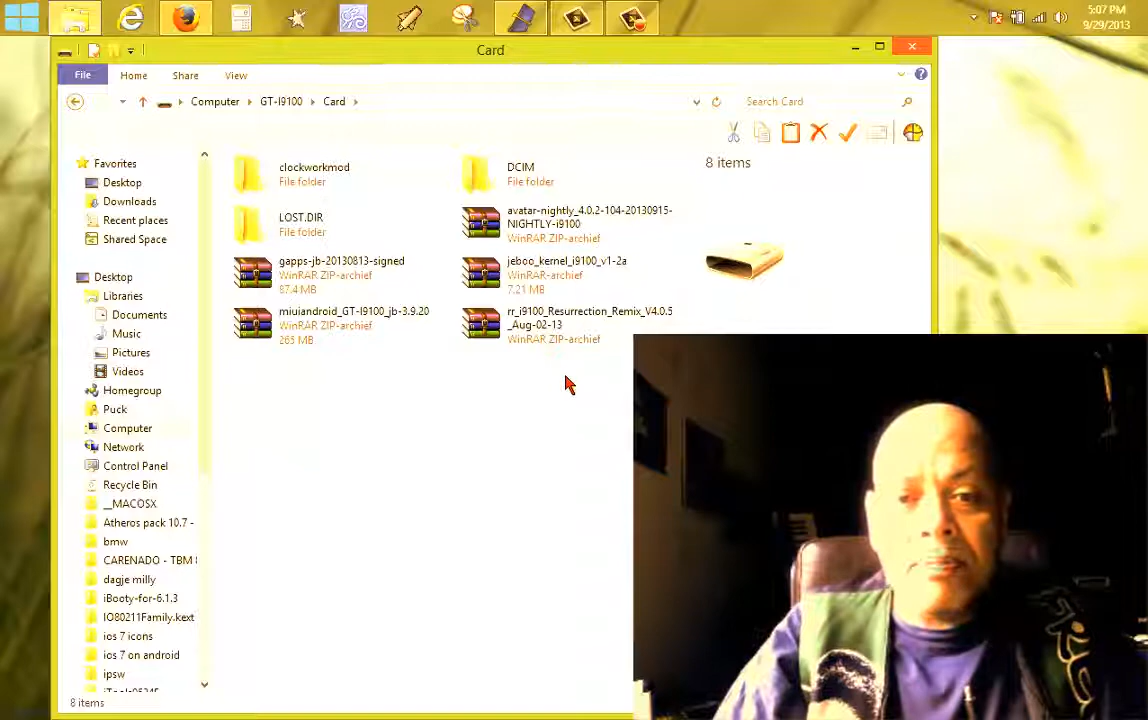 5:07 PM
9/29/2013
Card
File
Home
Share
View
Computer
GT-I9100
Card
Search Card
Favorites
Desktop
Downloads
Recent places
Shared Space
Desktop
Libraries
Documents
Music
Pictures
Videos
Homegroup
Puck
Computer
Network
Control Panel
Recycle Bin
__MACOSX
Atheros pack 10.7 -
bmw
CARENADO - TBM 8
dagje milly
iBooty-for-6.1.3
IO80211Family.kext
ios 7 icons
ios 7 on android
ipsw
clockworkmod
File folder
DCIM
File folder
LOST.DIR
File folder
avatar-nightly_4.0.2-104-20130915-
NIGHTLY-i9100
WinRAR ZIP-archief
gapps-jb-20130813-signed
WinRAR ZIP-archief
87.4 MB
jeboo_kernel_i9100_v1-2a
WinRAR-archief
7.21 MB
miuiandroid_GT-I9100_jb-3.9.20
WinRAR ZIP-archief
265 MB
rr_i9100_Resurrection_Remix_V4.0.5
_Aug-02-13
WinRAR ZIP-archief
8 items
8 items